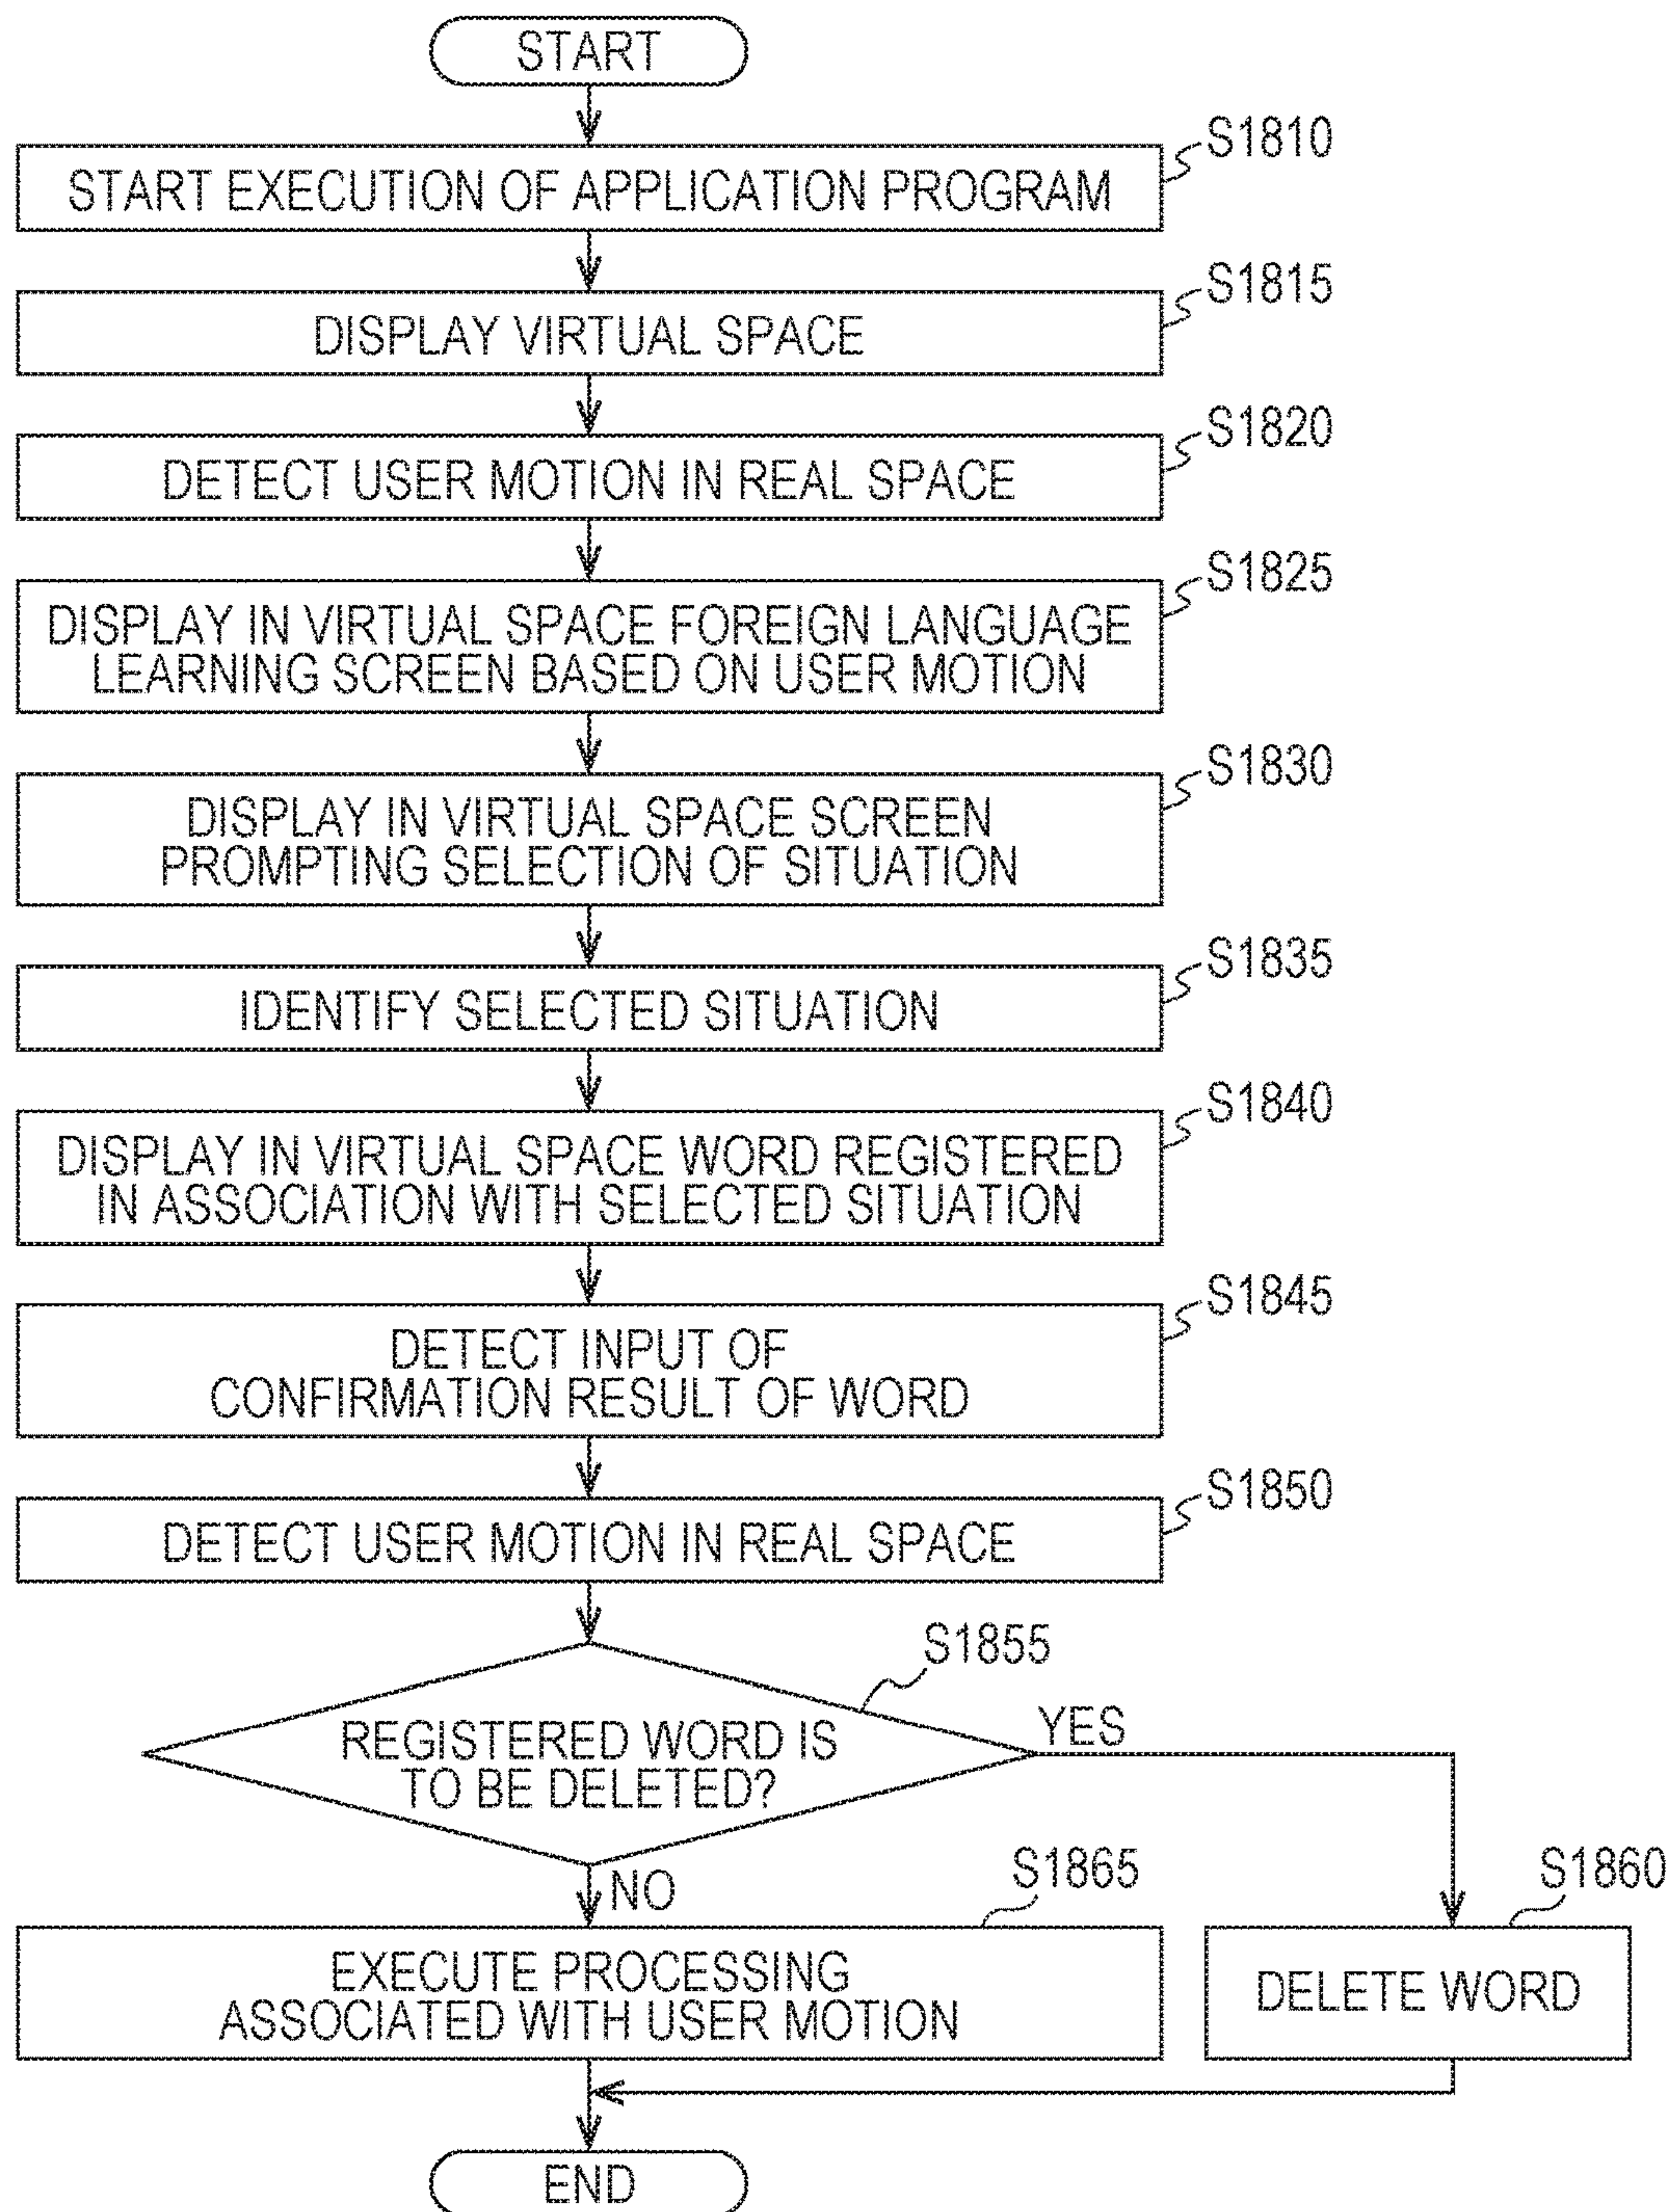 START
S1810
START EXECUTION OF APPLICATION PROGRAM
S1815
DISPLAY VIRTUAL SPACE
S1820
DETECT USER MOTION IN REAL SPACE
S1825
DISPLAY IN VIRTUAL SPACE FOREIGN LANGUAGE
LEARNING SCREEN BASED ON USER MOTION
S1830
DISPLAY IN VIRTUAL SPACE SCREEN
PROMPTING SELECTION OF SITUATION
S1835
IDENTIFY SELECTED SITUATION
S1840
DISPLAY IN VIRTUAL SPACE WORD REGISTERED
IN ASSOCIATION WITH SELECTED SITUATION
S1845
DETECT INPUT OF
CONFIRMATION RESULT OF WORD
S1850
DETECT USER MOTION IN REAL SPACE
S1855
REGISTERED WORD IS
TO BE DELETED?
YES
NO
S1865
S1860
EXECUTE PROCESSING
ASSOCIATED WITH USER MOTION
DELETE WORD
END